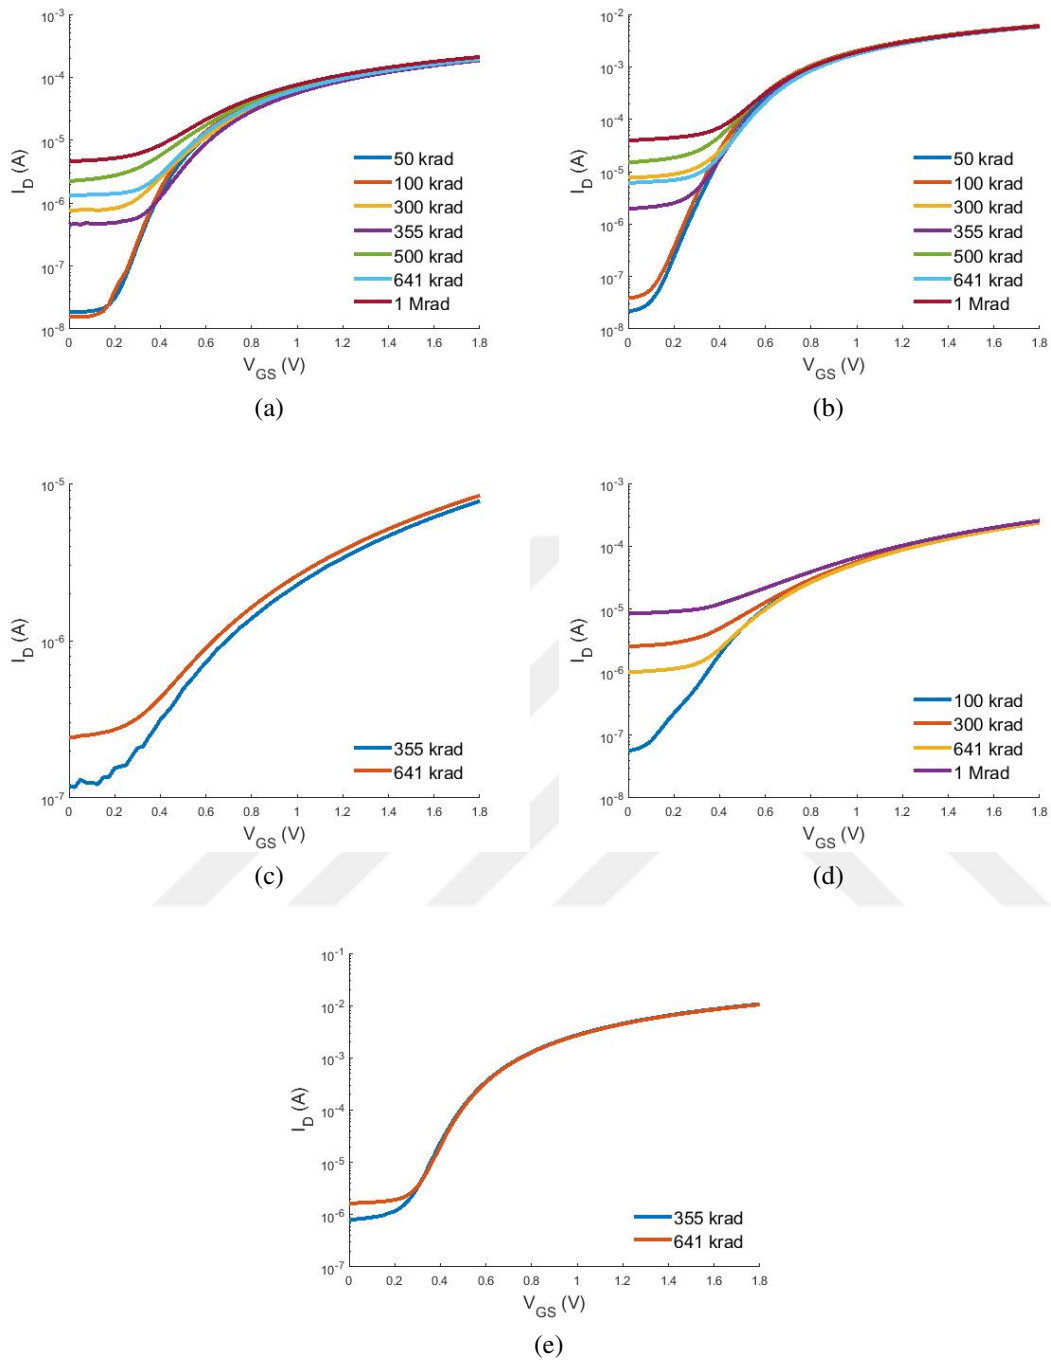 10^-3
10^-4
10^-5
10^-6
10^-7
10^-8
I_D (A)
50 krad
100 krad
300 krad
355 krad
500 krad
641 krad
1 Mrad
0 0.2 0.4 0.6 0.8 1 1.2 1.4 1.6 1.8
V_GS (V)
(a)
10^-2
10^-3
10^-4
10^-5
10^-6
10^-7
10^-8
I_D (A)
50 krad
100 krad
300 krad
355 krad
500 krad
641 krad
1 Mrad
0 0.2 0.4 0.6 0.8 1 1.2 1.4 1.6 1.8
V_GS (V)
(b)
10^-5
10^-6
10^-7
I_D (A)
355 krad
641 krad
0 0.2 0.4 0.6 0.8 1 1.2 1.4 1.6 1.8
V_GS (V)
(c)
10^-3
10^-4
10^-5
10^-6
10^-7
10^-8
I_D (A)
100 krad
300 krad
641 krad
1 Mrad
0 0.2 0.4 0.6 0.8 1 1.2 1.4 1.6 1.8
V_GS (V)
(d)
10^-1
10^-2
10^-3
10^-4
10^-5
10^-6
10^-7
I_D (A)
355 krad
641 krad
0 0.2 0.4 0.6 0.8 1 1.2 1.4 1.6 1.8
V_GS (V)
(e)